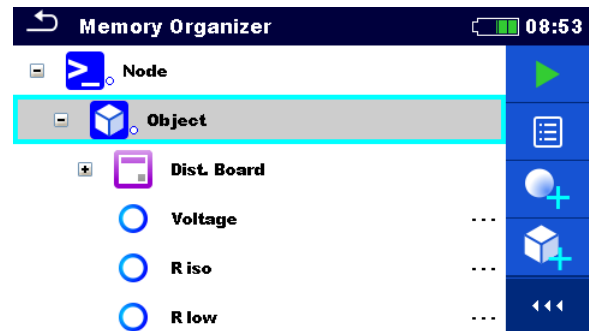 Memory Organizer 08:53
Node
Object
Dist. Board
Voltage ---
R iso ---
R low ---